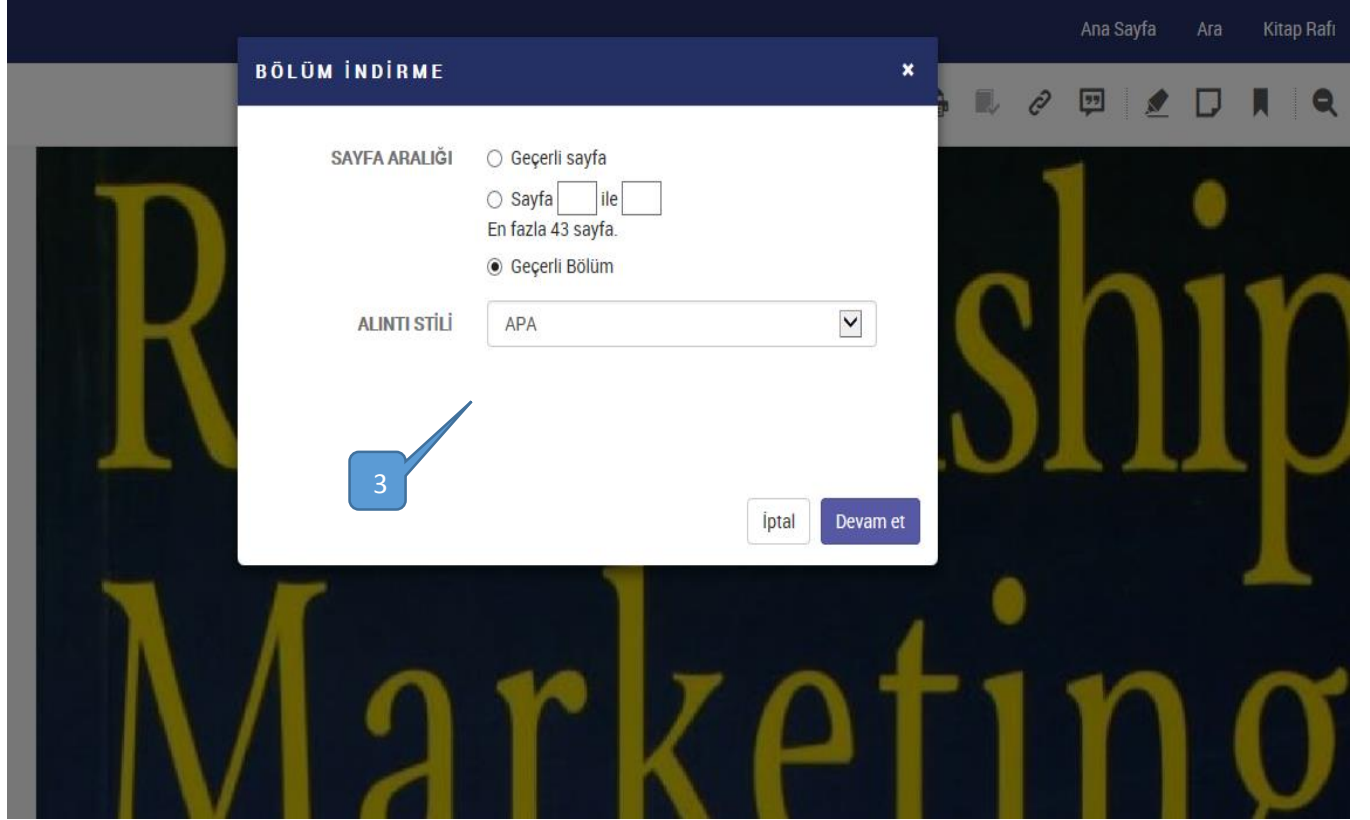 Ana Sayfa Ara Kitap Rafı
BÖLÜM İNDİRME
SAYFA ARALIĞI Geçerli sayfa
Sayfa ile
En fazla 43 sayfa.
Geçerli Bölüm
ALINTI STİLİ APA
3
İptal Devam et
R ship
Marketing